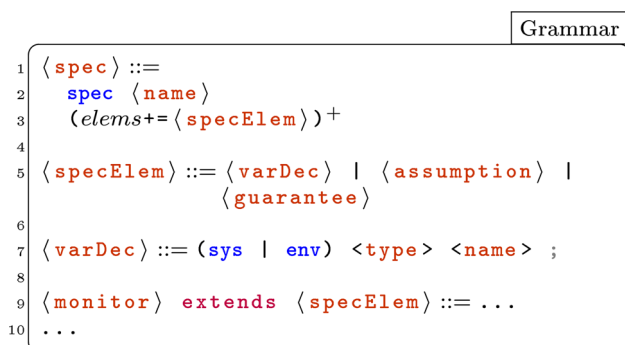 Grammar
1 ⟨spec⟩ ::=
2 spec ⟨name⟩
3 (elems+=⟨specElem⟩)+
4
5 ⟨specElem⟩ ::= ⟨varDec⟩ | ⟨assumption⟩ |
⟨guarantee⟩
6
7 ⟨varDec⟩ ::= (sys | env) <type> <name> ;
8
9 ⟨monitor⟩ extends ⟨specElem⟩ ::= ...
10 ...